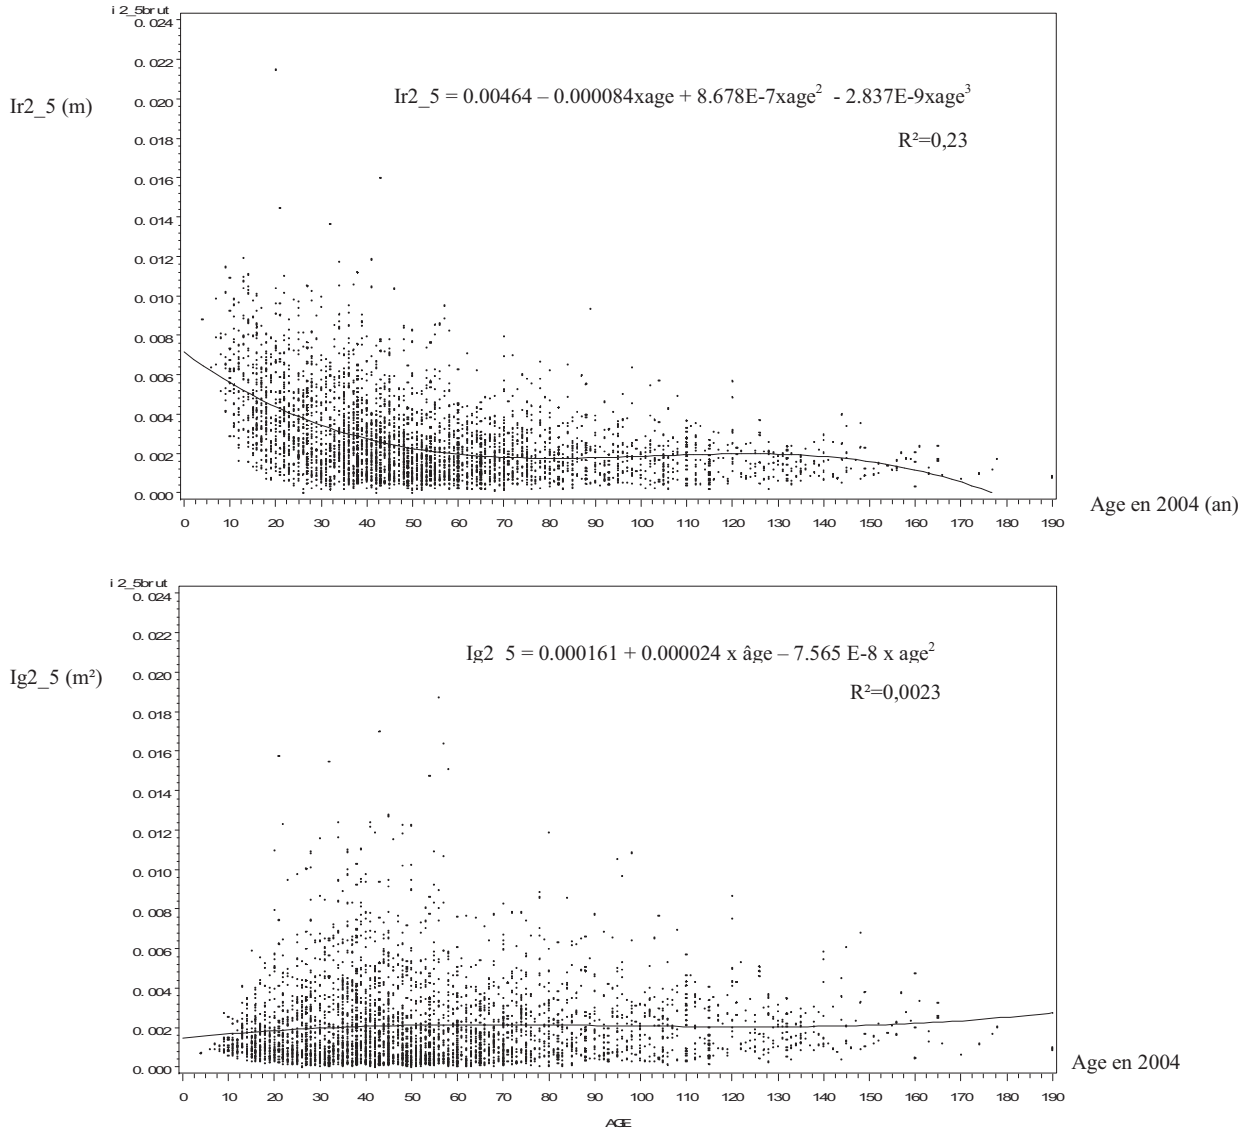 i2_5brut
0.024
0.022
Ir2_5 (m)
0.020
0.018
0.016
0.014
0.012
0.010
0.008
0.006
0.004
0.002
0.000
Ir2_5 = 0.00464 – 0.000084xage + 8.678E-7xage² - 2.837E-9xage³
R²=0,23
0 10 20 30 40 50 60 70 80 90 100 110 120 130 140 150 160 170 180 190
Age en 2004 (an)
i2_5brut
0.024
0.022
Ig2_5 (m²)
0.020
0.018
0.016
0.014
0.012
0.010
0.008
0.006
0.004
0.002
0.000
Ig2_5 = 0.000161 + 0.000024 x âge – 7.565 E-8 x age²
R²=0,0023
0 10 20 30 40 50 60 70 80 90 100 110 120 130 140 150 160 170 180 190
Age en 2004
AGE